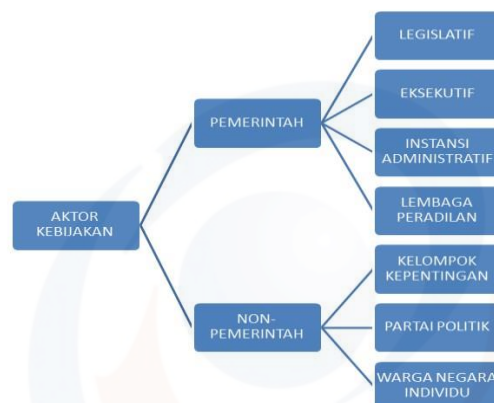 AKTOR
KEBIJAKAN
PEMERINTAH
LEGISLATIF
EKSEKUTIF
INSTANSI
ADMINISTRATIF
LEMBAGA
PERADILAN
NON-
PEMERINTAH
KELOMPOK
KEPENTINGAN
PARTAI POLITIK
WARGA NEGARA
INDIVIDU